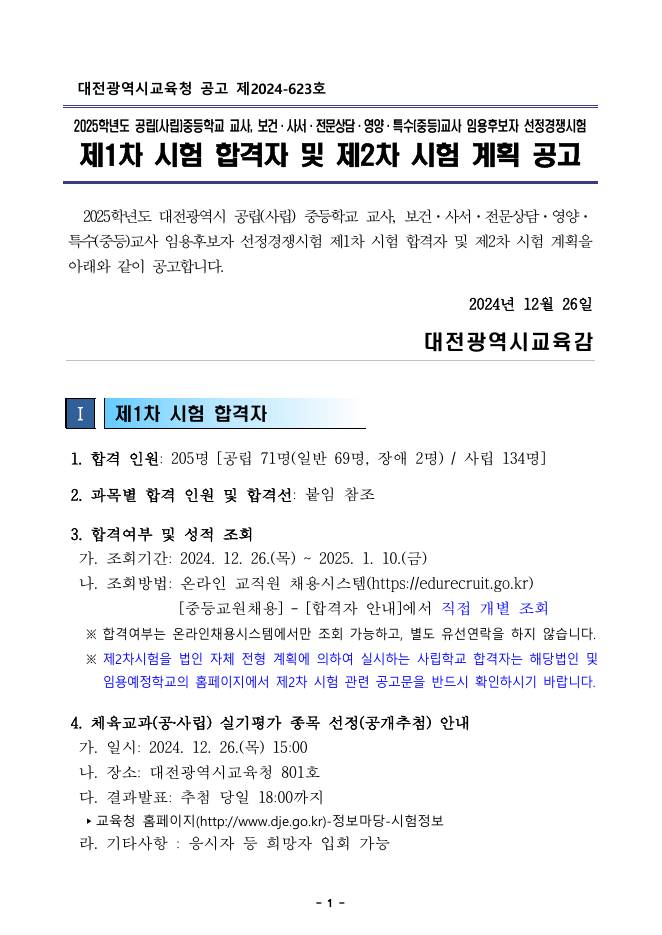 대전광역시교육청 공고 제2024-623호
2025학년도 공립(사립)중등학교 교사, 보건·사서·전문상담·영양·특수(중등)교사 임용후보자 선정경쟁시험
제1차 시험 합격자 및 제2차 시험 계획 공고
2025학년도 대전광역시 공립(사립) 중등학교 교사, 보건·사서·전문상담·영양·
특수(중등)교사 임용후보자 선정경쟁시험 제1차 시험 합격자 및 제2차 시험 계획을
아래와 같이 공고합니다.
2024년 12월 26일
대전광역시교육감
Ⅰ 제1차 시험 합격자
1. 합격 인원: 205명 [공립 71명(일반 69명, 장애 2명) / 사립 134명]
2. 과목별 합격 인원 및 합격선: 붙임 참조
3. 합격여부 및 성적 조회
가. 조회기간: 2024. 12. 26.(목) ~ 2025. 1. 10.(금)
나. 조회방법: 온라인 교직원 채용시스템(https://edurecruit.go.kr)
[중등교원채용] - [합격자 안내]에서 직접 개별 조회
※ 합격여부는 온라인채용시스템에서만 조회 가능하고, 별도 유선연락을 하지 않습니다.
※ 제2차시험을 법인 자체 전형 계획에 의하여 실시하는 사립학교 합격자는 해당법인 및
임용예정학교의 홈페이지에서 제2차 시험 관련 공고문을 반드시 확인하시기 바랍니다.
4. 체육교과(공·사립) 실기평가 종목 선정(공개추첨) 안내
가. 일시: 2024. 12. 26.(목) 15:00
나. 장소: 대전광역시교육청 801호
다. 결과발표: 추첨 당일 18:00까지
▸교육청 홈페이지(http://www.dje.go.kr)-정보마당-시험정보
라. 기타사항 : 응시자 등 희망자 입회 가능
- 1 -